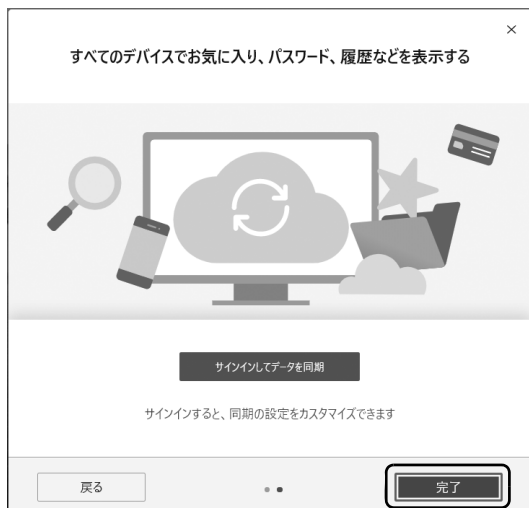 すべてのデバイスでお気に入り、パスワード、履歴などを表示する
サインインしてデータを同期
サインインすると、同期の設定をカスタマイズできます
戻る
完了